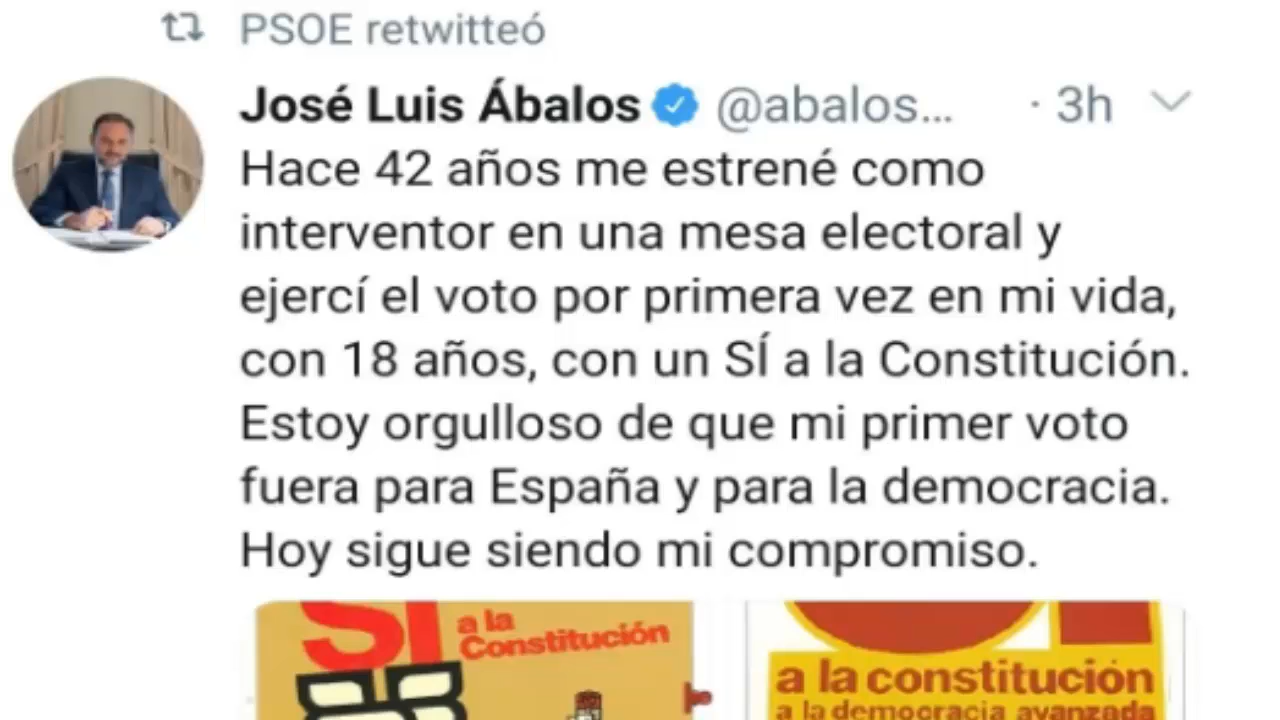 PSOE retwitteó
José Luis Ábalos @abalos... · 3h
Hace 42 años me estrené como
interventor en una mesa electoral y
ejercí el voto por primera vez en mi vida,
con 18 años, con un SÍ a la Constitución.
Estoy orgulloso de que mi primer voto
fuera para España y para la democracia.
Hoy sigue siendo mi compromiso.
SÍ a la
Constitución
a la constitución
a la democracia avanzada